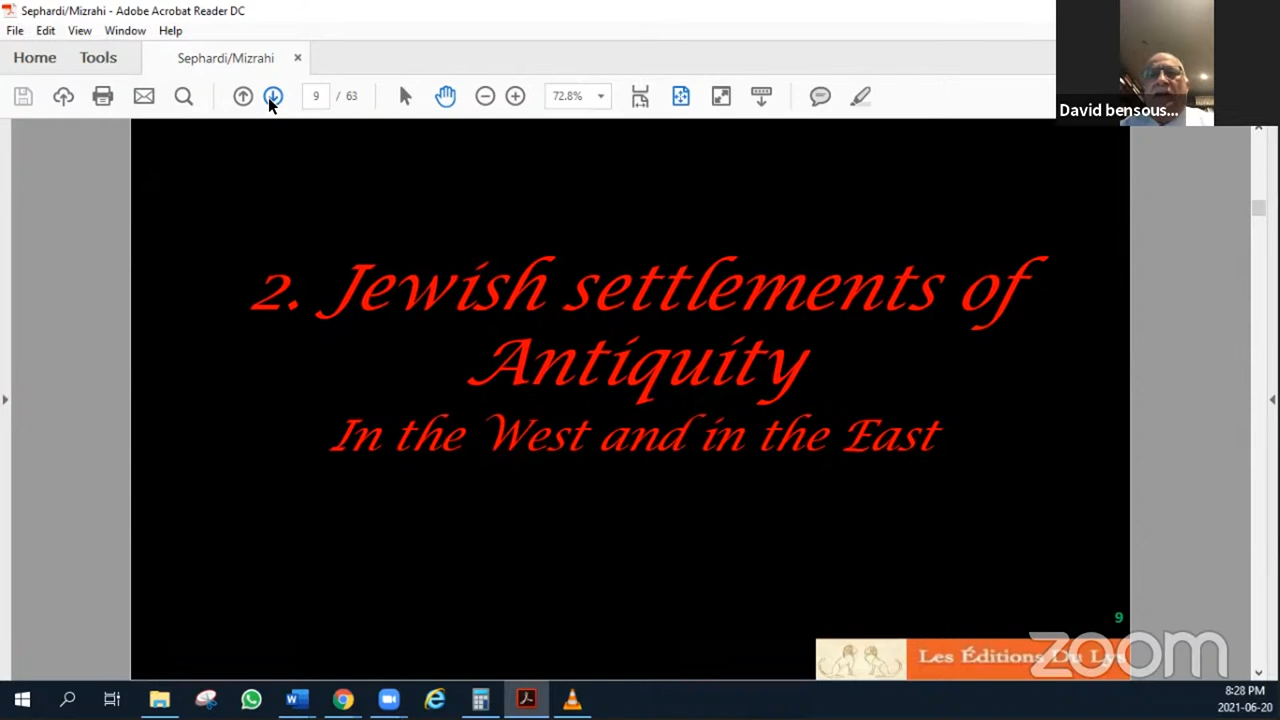 Sephardi/Mizrahi - Adobe Acrobat Reader DC
File Edit View Window Help
Home Tools Sephardi/Mizrahi ×
9 / 63 72.8%
David bensous...
2. Jewish settlements of
Antiquity
In the West and in the East
9
Les Éditions Du Lys
zoom
8:28 PM
2021-06-20